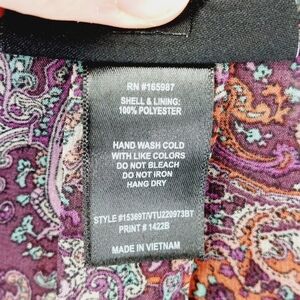 RN #165987
SHELL & LINING:
100% POLYESTER
HAND WASH COLD
WITH LIKE COLORS
DO NOT BLEACH
DO NOT IRON
HANG DRY
STYLE #15369T/VTU220973BT
PRINT # 1422B
MADE IN VIETNAM